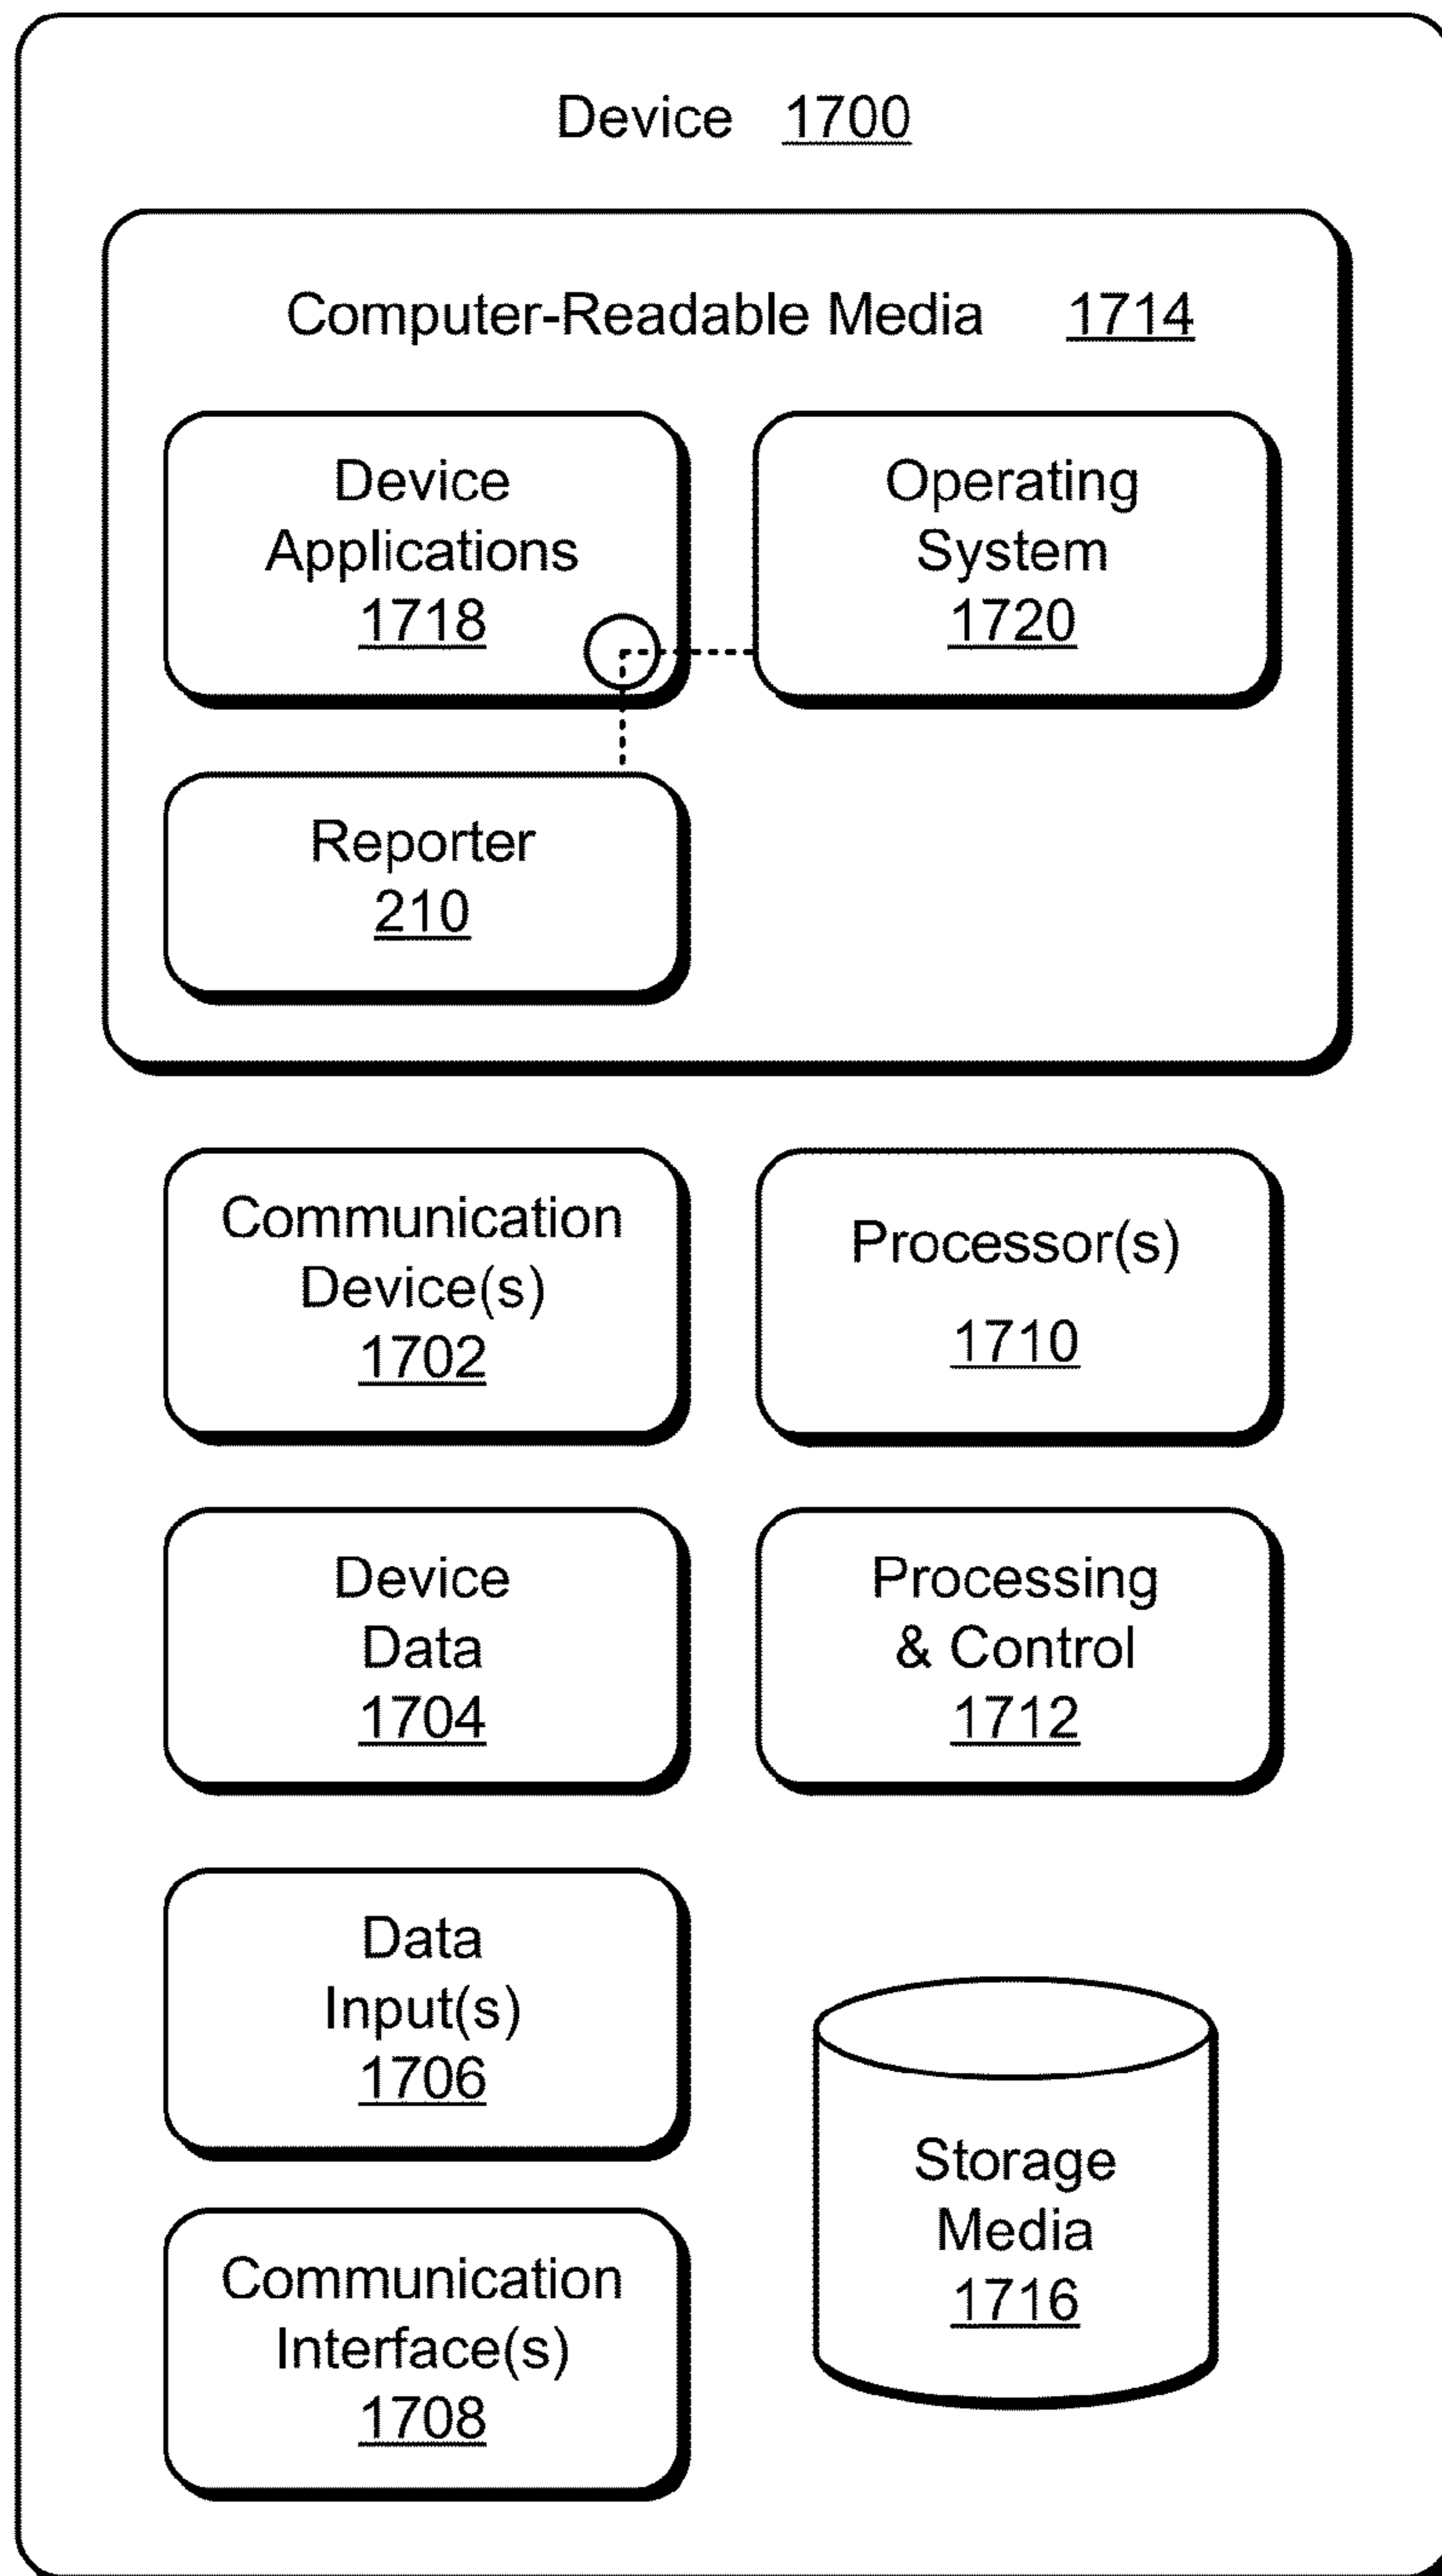 Device 1700
Computer-Readable Media 1714
Device
Applications
1718
Operating
System
1720
Reporter
210
Communication
Device(s)
1702
Processor(s)
1710
Device
Data
1704
Processing
& Control
1712
Data
Input(s)
1706
Storage
Media
1716
Communication
Interface(s)
1708